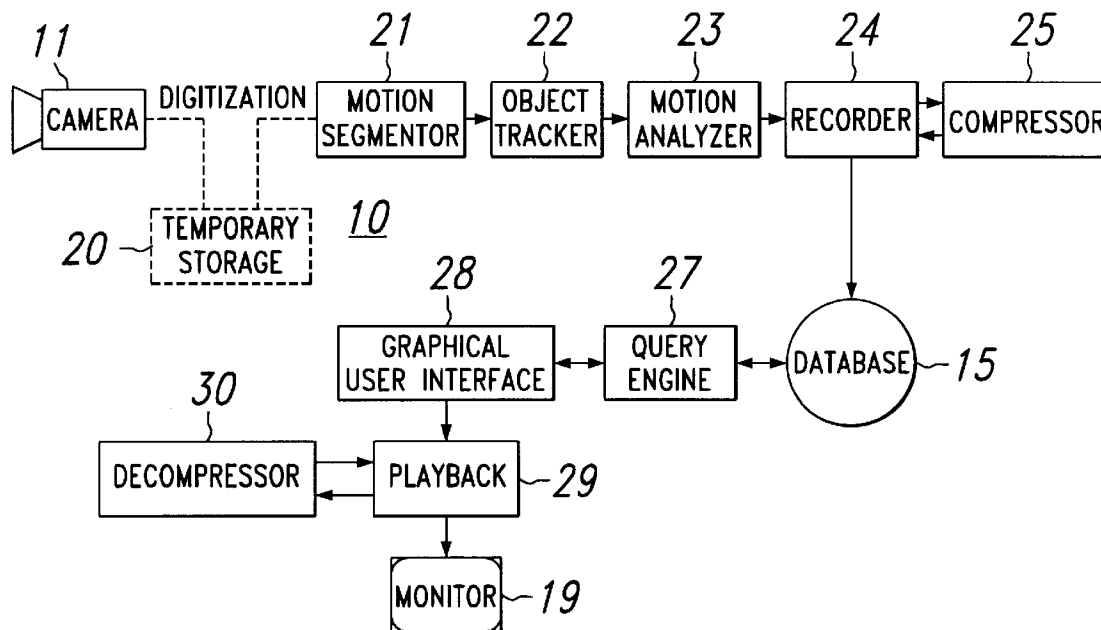 11
21
22
23
24
25
CAMERA
DIGITIZATION
MOTION
SEGMENTOR
OBJECT
TRACKER
MOTION
ANALYZER
RECORDER
COMPRESSOR
20
TEMPORARY
STORAGE
10
28
27
GRAPHICAL
USER INTERFACE
QUERY
ENGINE
DATABASE
15
30
DECOMPRESSOR
PLAYBACK
29
MONITOR
19